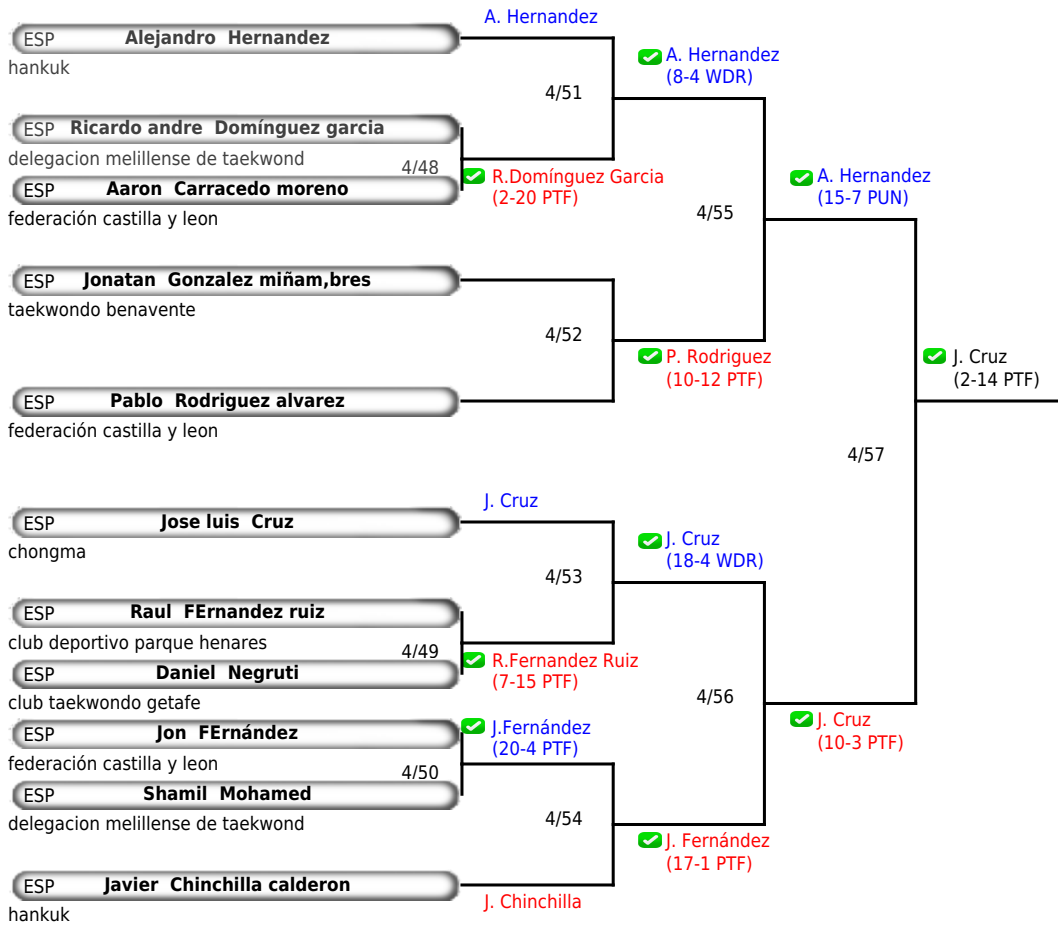 A. Hernandez
ESP Alejandro Hernandez
hankuk
A. Hernandez
(8-4 WDR)
4/51
ESP Ricardo andre Domínguez garcia
delegacion melillense de taekwond
4/48
R.Domínguez Garcia
(2-20 PTF)
ESP Aaron Carracedo moreno
federación castilla y leon
A. Hernandez
(15-7 PUN)
4/55
ESP Jonatan Gonzalez miñam,bres
taekwondo benavente
4/52
P. Rodriguez
(10-12 PTF)
J. Cruz
(2-14 PTF)
ESP Pablo Rodriguez alvarez
federación castilla y leon
4/57
J. Cruz
ESP Jose luis Cruz
chongma
J. Cruz
(18-4 WDR)
4/53
ESP Raul FErnandez ruiz
club deportivo parque henares
4/49
R.Fernandez Ruiz
(7-15 PTF)
ESP Daniel Negruti
club taekwondo getafe
4/56
J. Cruz
(10-3 PTF)
J.Fernández
(20-4 PTF)
ESP Jon FErnández
federación castilla y leon
4/50
ESP Shamil Mohamed
delegacion melillense de taekwond
4/54
J. Fernández
(17-1 PTF)
ESP Javier Chinchilla calderon
hankuk
J. Chinchilla